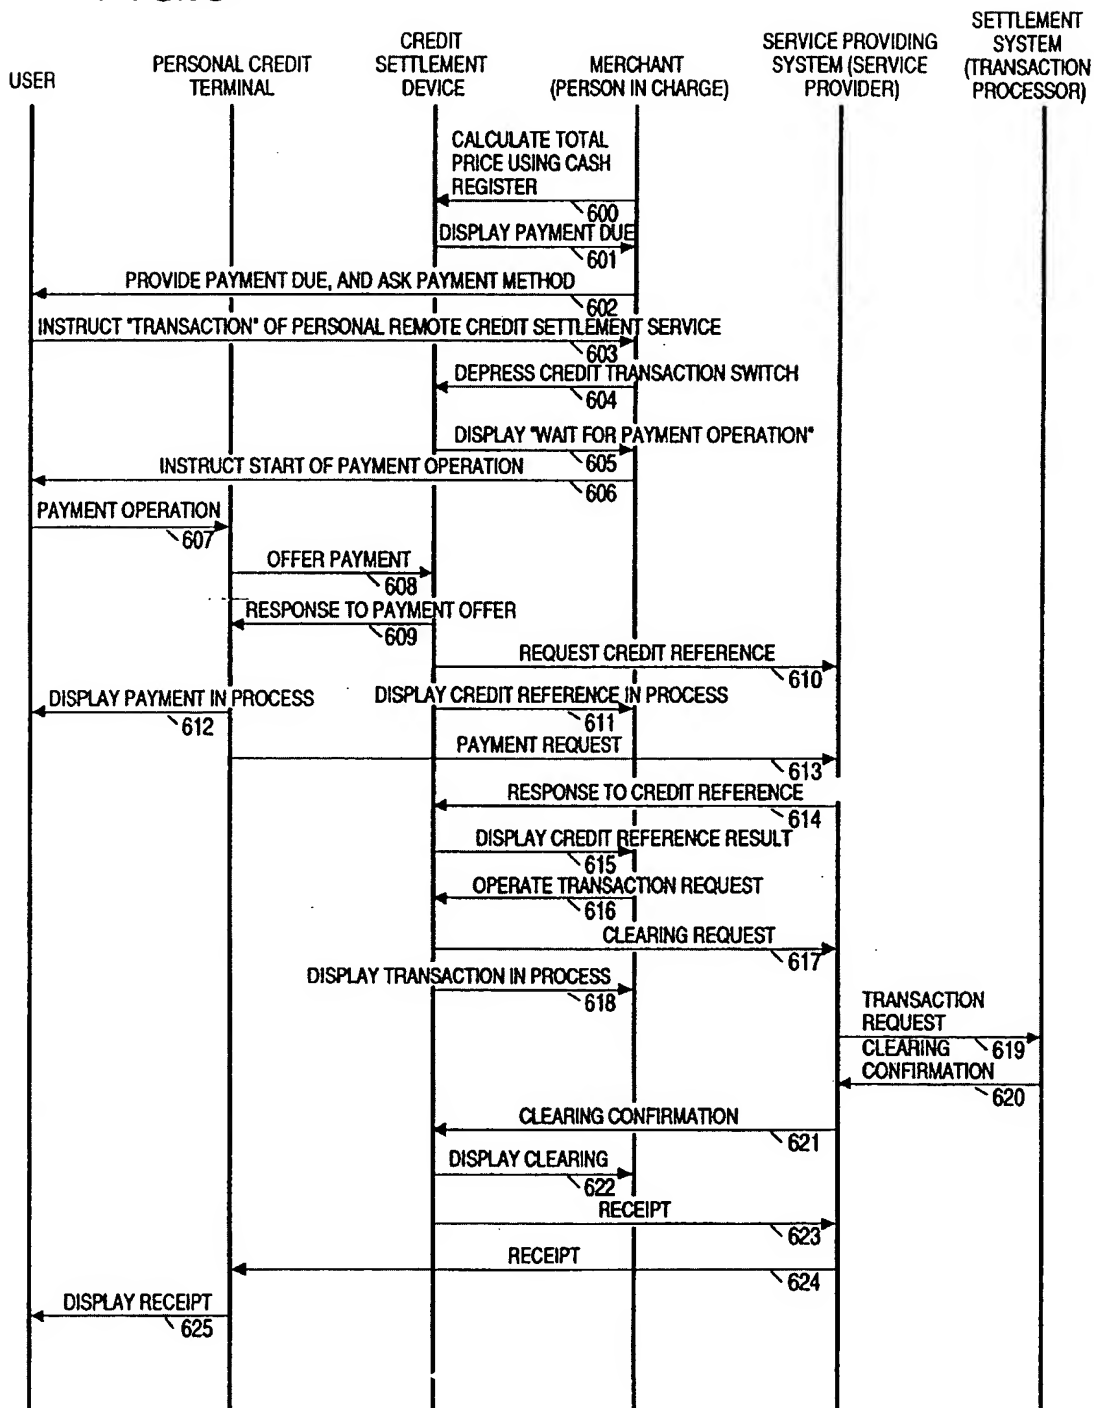 USER
PERSONAL CREDIT
TERMINAL
CREDIT
SETTLEMENT
DEVICE
MERCHANT
(PERSON IN CHARGE)
SERVICE PROVIDING
SYSTEM (SERVICE
PROVIDER)
SETTLEMENT
SYSTEM
(TRANSACTION
PROCESSOR)
CALCULATE TOTAL
PRICE USING CASH
REGISTER
600
DISPLAY PAYMENT DUE
601
PROVIDE PAYMENT DUE, AND ASK PAYMENT METHOD
602
INSTRUCT "TRANSACTION" OF PERSONAL REMOTE CREDIT SETTLEMENT SERVICE
603
DEPRESS CREDIT TRANSACTION SWITCH
604
DISPLAY "WAIT FOR PAYMENT OPERATION"
605
INSTRUCT START OF PAYMENT OPERATION
606
PAYMENT OPERATION
607
OFFER PAYMENT
608
RESPONSE TO PAYMENT OFFER
609
REQUEST CREDIT REFERENCE
610
DISPLAY CREDIT REFERENCE IN PROCESS
611
DISPLAY PAYMENT IN PROCESS
612
PAYMENT REQUEST
613
RESPONSE TO CREDIT REFERENCE
614
DISPLAY CREDIT REFERENCE RESULT
615
OPERATE TRANSACTION REQUEST
616
CLEARING REQUEST
617
DISPLAY TRANSACTION IN PROCESS
618
TRANSACTION
REQUEST
619
CLEARING
CONFIRMATION
620
CLEARING CONFIRMATION
621
DISPLAY CLEARING
622
RECEIPT
623
RECEIPT
624
DISPLAY RECEIPT
625